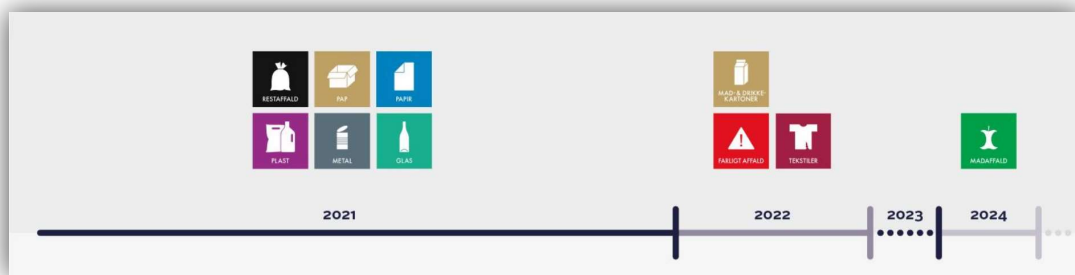 RESTAFFALD
PAP
PAPIR
PLAST
METAL
GLAS
MAD- & DRIKKE-
KARTONER
FARLIGT AFFALD
TEKSTILER
MADAFFALD
2021
2022
2023
2024